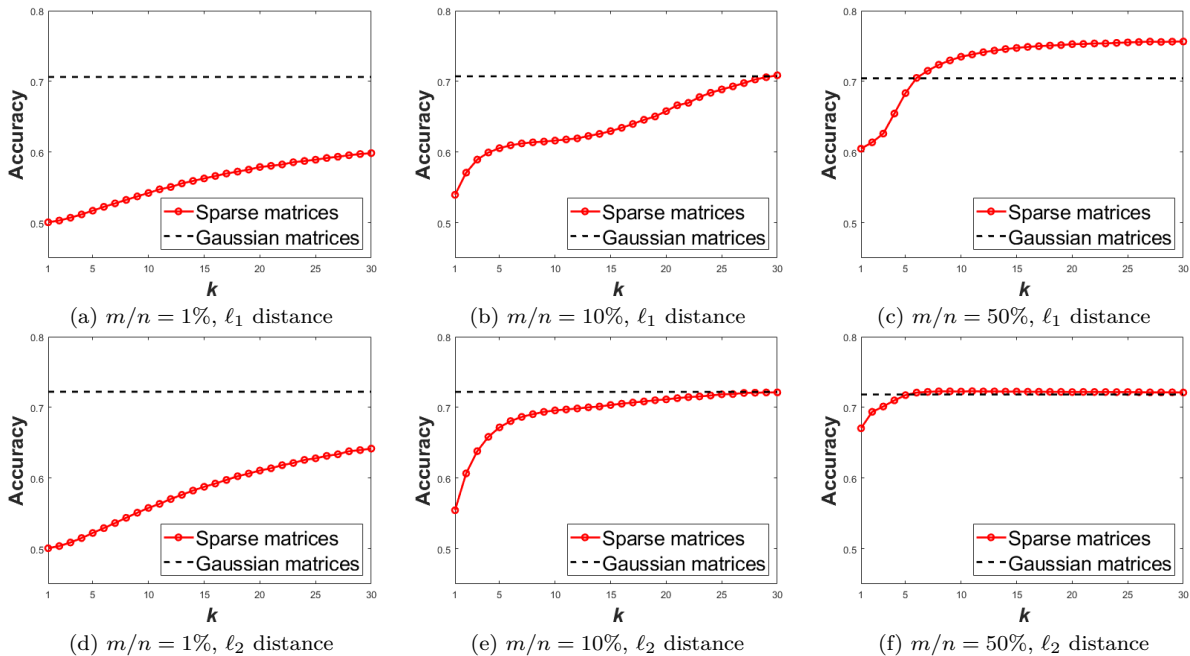 0.8
0.7
0.6
0.5
Accuracy
Sparse matrices
Gaussian matrices
1 5 10 15 20 25 30
k
(a) m/n = 1%, ℓ1 distance
0.8
0.7
0.6
0.5
Accuracy
Sparse matrices
Gaussian matrices
1 5 10 15 20 25 30
k
(b) m/n = 10%, ℓ1 distance
0.8
0.7
0.6
0.5
Accuracy
Sparse matrices
Gaussian matrices
1 5 10 15 20 25 30
k
(c) m/n = 50%, ℓ1 distance
0.8
0.7
0.6
0.5
Accuracy
Sparse matrices
Gaussian matrices
1 5 10 15 20 25 30
k
(d) m/n = 1%, ℓ2 distance
0.8
0.7
0.6
0.5
Accuracy
Sparse matrices
Gaussian matrices
1 5 10 15 20 25 30
k
(e) m/n = 10%, ℓ2 distance
0.8
0.7
0.6
0.5
Accuracy
Sparse matrices
Gaussian matrices
1 5 10 15 20 25 30
k
(f) m/n = 50%, ℓ2 distance